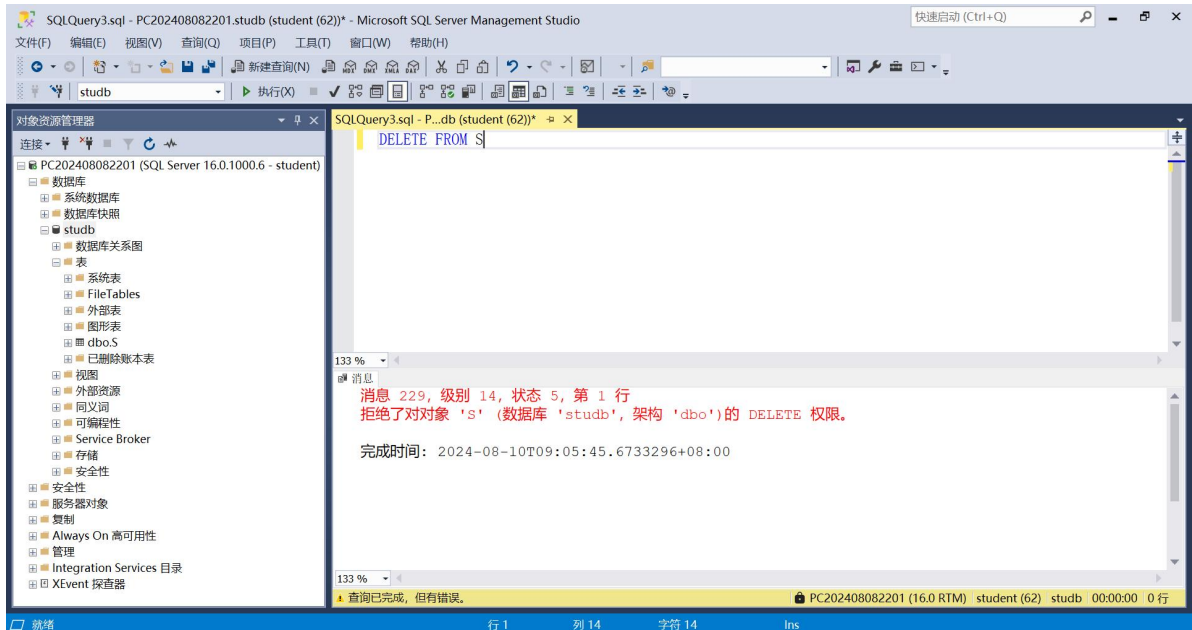 SQLQuery3.sql - PC202408082201.studb (student (62))* - Microsoft SQL Server Management Studio
快速启动 (Ctrl+Q)
文件(F) 编辑(E) 视图(V) 查询(Q) 项目(P) 工具(T) 窗口(W) 帮助(H)
新建查询(N) MDX DMX XMLA DAX
studb 执行(X)
对象资源管理器
连接
PC202408082201 (SQL Server 16.0.1000.6 - student)
数据库
系统数据库
数据库快照
studb
数据库关系图
表
系统表
FileTables
外部表
图形表
dbo.S
已删除账本表
视图
外部资源
同义词
可编程性
Service Broker
存储
安全性
安全性
服务器对象
复制
Always On 高可用性
管理
Integration Services 目录
XEvent 探查器
SQLQuery3.sql - P...db (student (62))*
DELETE FROM S
133 %
消息
消息 229, 级别 14, 状态 5, 第 1 行
拒绝了对对象 'S' (数据库 'studb', 架构 'dbo')的 DELETE 权限。
完成时间: 2024-08-10T09:05:45.6733296+08:00
133 %
查询已完成，但有错误。
PC202408082201 (16.0 RTM) student (62) studb 00:00:00 0 行
就绪 行 1 列 14 字符 14 Ins